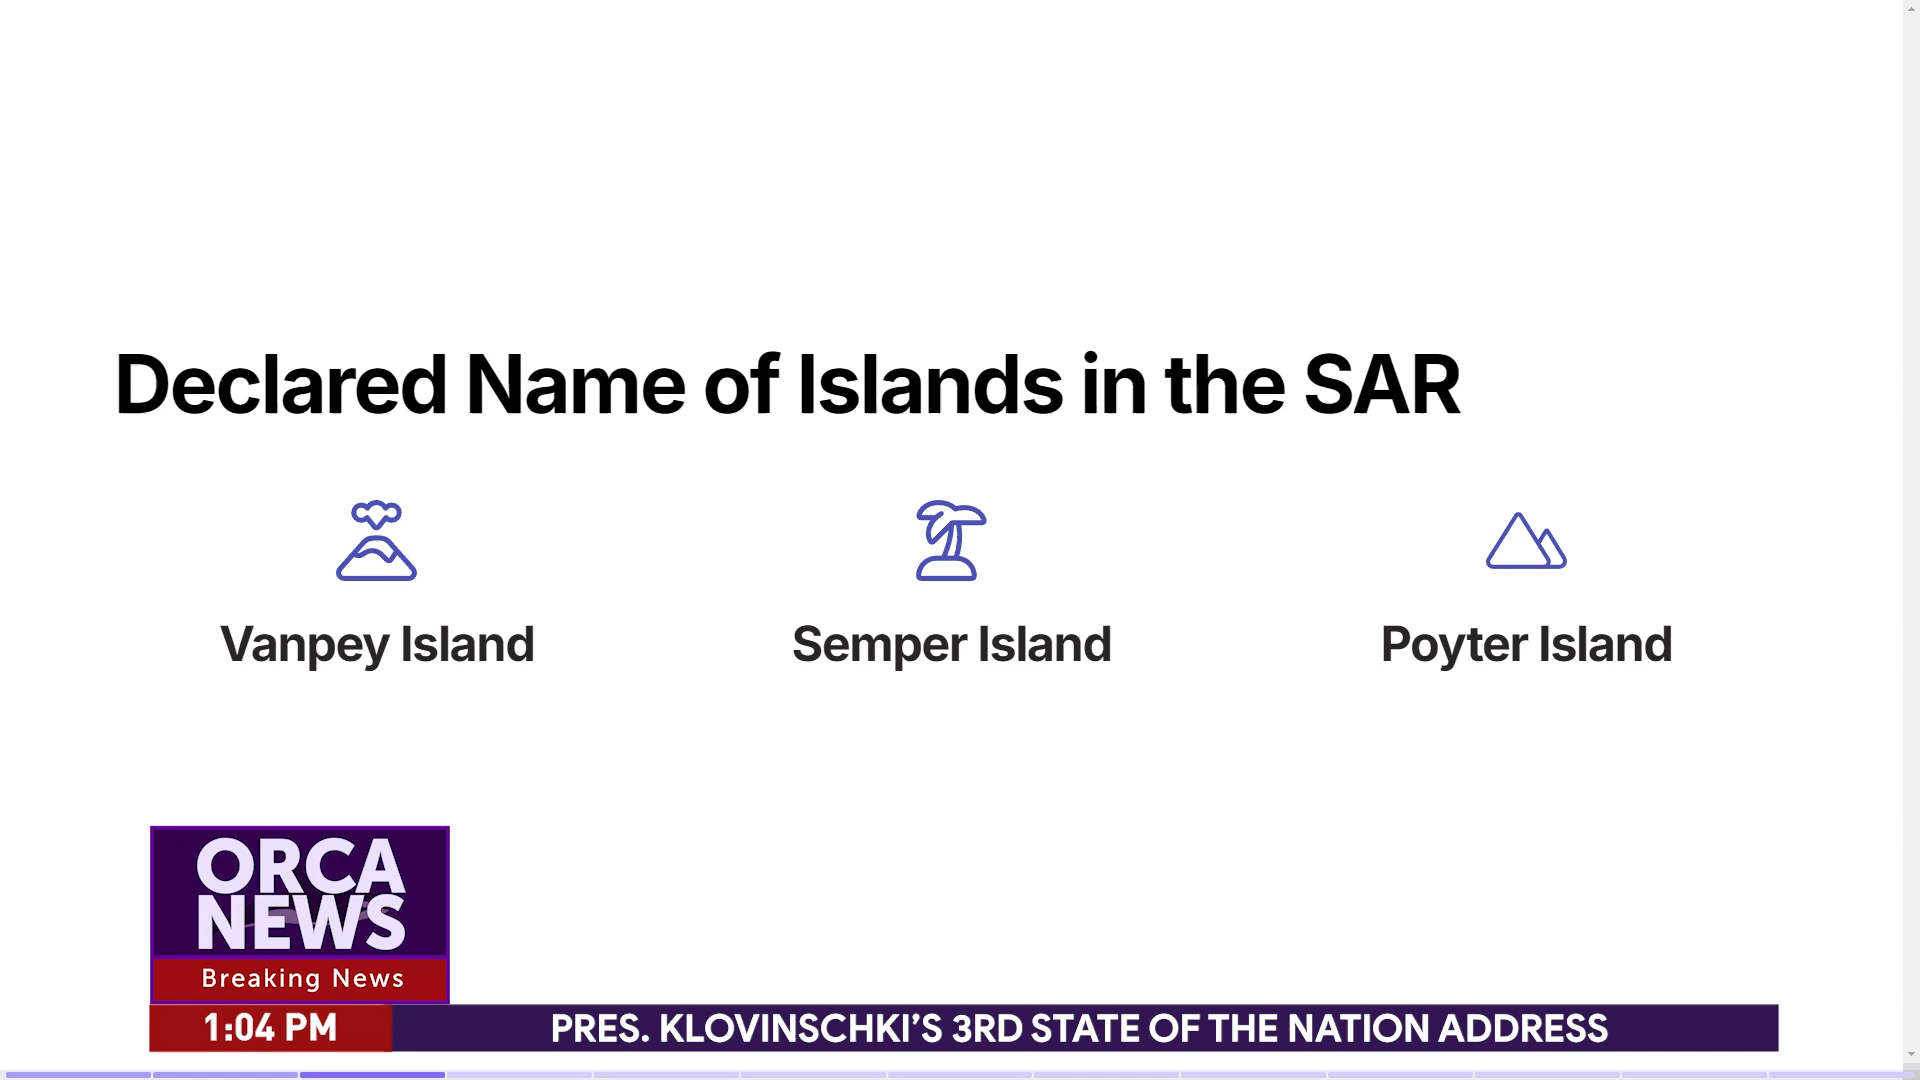 Declared Name of Islands in the SAR
Vanpey Island
Semper Island
Poyter Island
ORCA
NEWS
Breaking News
1:04 PM
PRES. KLOVINSCHKI’S 3RD STATE OF THE NATION ADDRESS